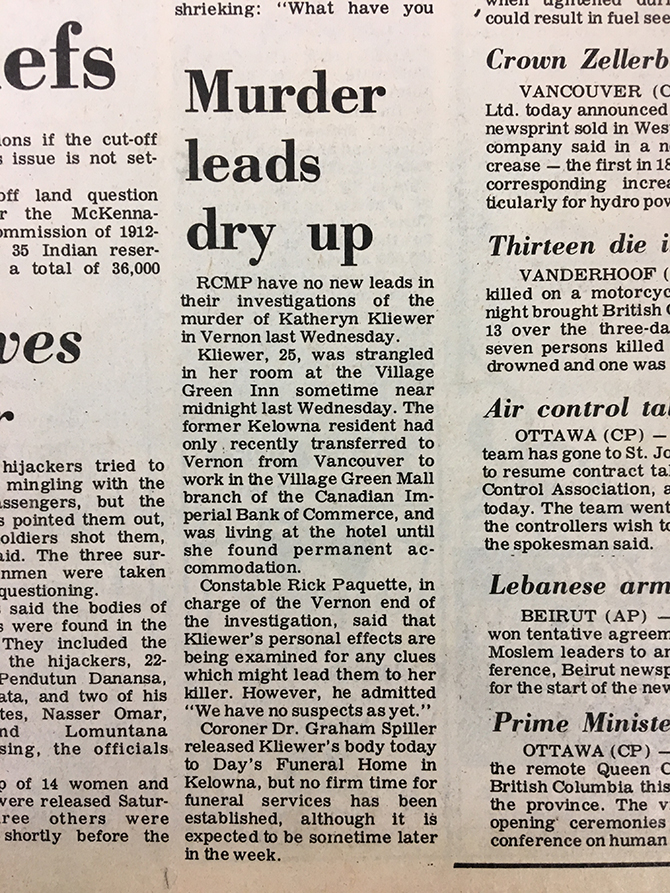 shrieking: "What have you
efs
ions if the cut-off
s issue is not set-
off land question
r the McKenna-
ommission of 1912-
35 Indian reser-
a total of 36,000
ves
r
hijackers tried to
mingling with the
assengers, but the
s pointed them out,
oldiers shot them,
aid. The three sur-
nmen were taken
questioning.
s said the bodies of
s were found in the
They included the
the hijackers, 22-
Pendutun Danansa,
ata, and two of his
tes, Nasser Omar,
nd Lomuntana
sing, the officials
p of 14 women and
were released Satur-
ree others were
shortly before the
Murder
leads
dry up
RCMP have no new leads in
their investigations of the
murder of Katheryn Kliewer
in Vernon last Wednesday.
Kliewer, 25, was strangled
in her room at the Village
Green Inn sometime near
midnight last Wednesday. The
former Kelowna resident had
only recently transferred to
Vernon from Vancouver to
work in the Village Green Mall
branch of the Canadian Im-
perial Bank of Commerce, and
was living at the hotel until
she found permanent ac-
commodation.
Constable Rick Paquette, in
charge of the Vernon end of
the investigation, said that
Kliewer's personal effects are
being examined for any clues
which might lead them to her
killer. However, he admitted
"We have no suspects as yet."
Coroner Dr. Graham Spiller
released Kliewer's body today
to Day's Funeral Home in
Kelowna, but no firm time for
funeral services has been
established, although it is
expected to be sometime later
in the week.
could result in fuel see
Crown Zellerb
VANCOUVER (C
Ltd. today announced
newsprint sold in Wes
company said in a n
crease — the first in 18
corresponding increa
ticularly for hydro pow
Thirteen die i
VANDERHOOF (
killed on a motorcyc
night brought British C
13 over the three-da
seven persons killed
drowned and one was
Air control tal
OTTAWA (CP) —
team has gone to St. Jo
to resume contract tal
Control Association, a
today. The team went
the controllers wish to
the spokesman said.
Lebanese arm
BEIRUT (AP) —
won tentative agreem
Moslem leaders to an
ference, Beirut newsp
for the start of the new
Prime Ministe
OTTAWA (CP) —
the remote Queen C
British Columbia this
the province. The v
opening ceremonies
conference on human